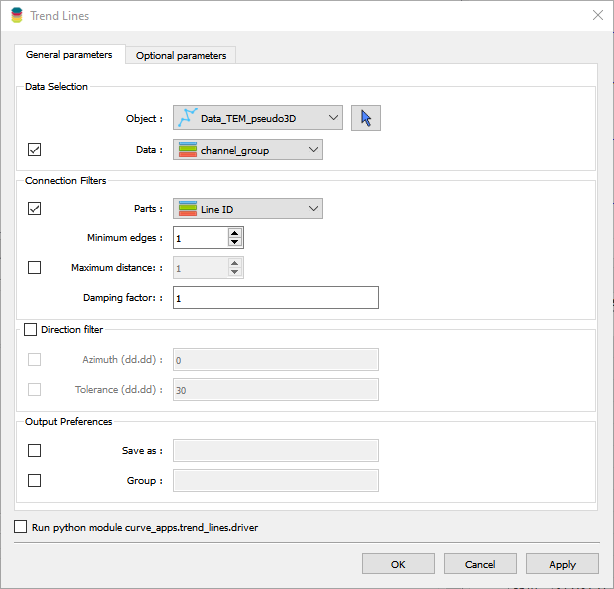 Trend Lines
General parameters
Optional parameters
Data Selection
Object :
Data_TEM_pseudo3D
Data :
channel_group
Connection Filters
Parts :
Line ID
Minimum edges :
1
Maximum distance: :
1
Damping factor: :
1
Direction filter
Azimuth (dd.dd) :
0
Tolerance (dd.dd) :
30
Output Preferences
Save as :
Group :
Run python module curve_apps.trend_lines.driver
OK
Cancel
Apply